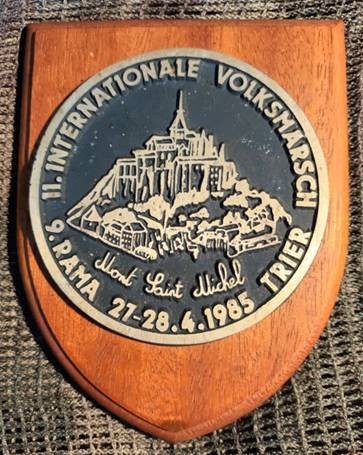 11. INTERNATIONALE VOLKSMARSCH
Mont Saint Michel
9. RAMA 27-28.4.1985 TRIER